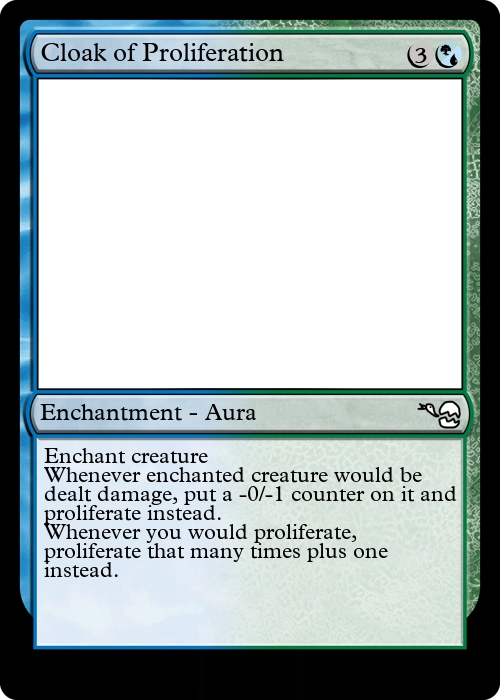 Cloak of Proliferation
3
Enchantment - Aura
Enchant creature
Whenever enchanted creature would be
dealt damage, put a -0/-1 counter on it and
proliferate instead.
Whenever you would proliferate,
proliferate that many times plus one
instead.